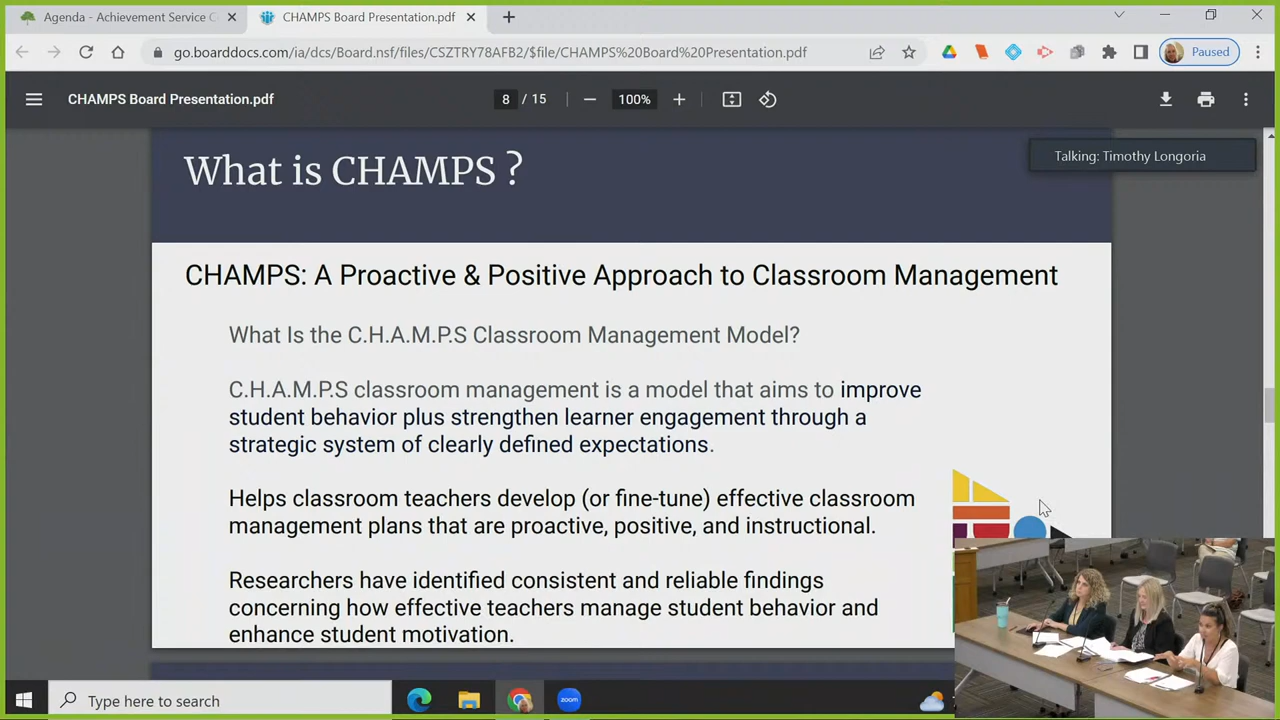 Agenda - Achievement Service C
CHAMPS Board Presentation.pdf
go.boarddocs.com/ia/dcs/Board.nsf/files/CSZTRY78AFB2/$file/CHAMPS%20Board%20Presentation.pdf
Paused
CHAMPS Board Presentation.pdf
8 / 15
100%
Talking: Timothy Longoria
What is CHAMPS ?
CHAMPS: A Proactive & Positive Approach to Classroom Management
What Is the C.H.A.M.P.S Classroom Management Model?
C.H.A.M.P.S classroom management is a model that aims to improve
student behavior plus strengthen learner engagement through a
strategic system of clearly defined expectations.
Helps classroom teachers develop (or fine-tune) effective classroom
management plans that are proactive, positive, and instructional.
Researchers have identified consistent and reliable findings
concerning how effective teachers manage student behavior and
enhance student motivation.
Type here to search
zoom